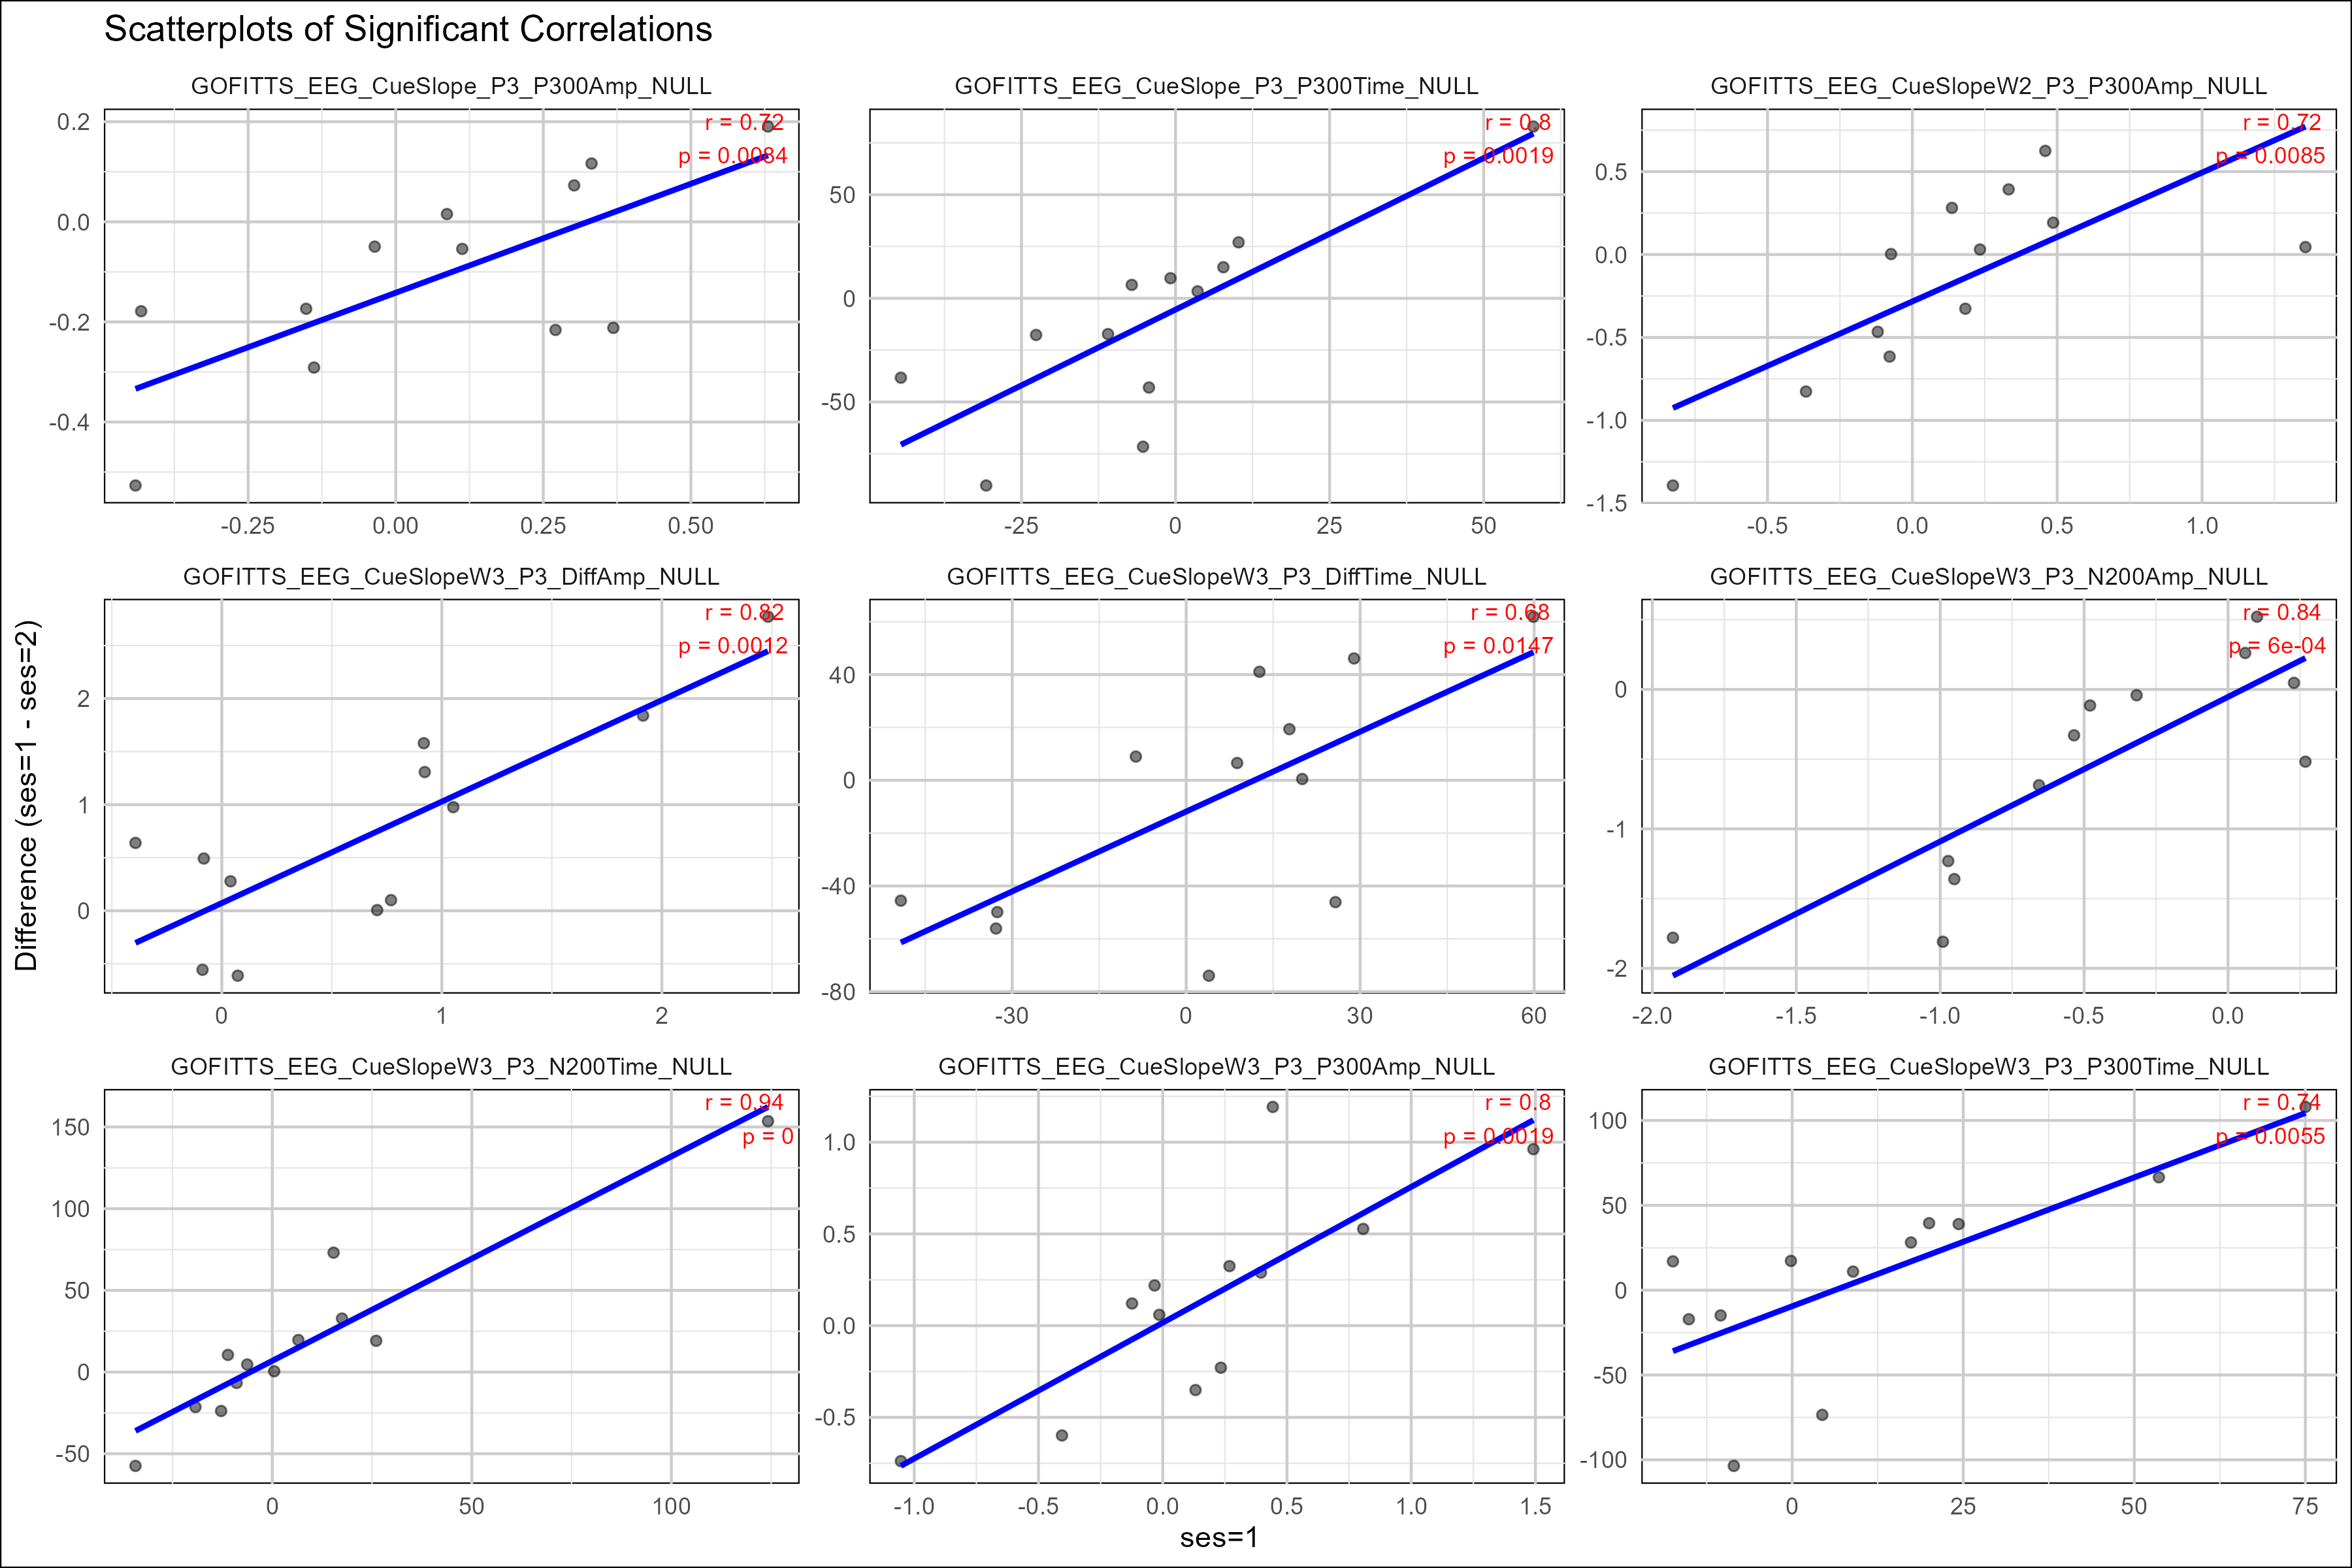 Scatterplots of Significant Correlations
GOFITTS_EEG_CueSlope_P3_P300Amp_NULL
r = 0.72
p = 0.0084
0.2
0.0
-0.2
-0.4
-0.25 0.00 0.25 0.50
GOFITTS_EEG_CueSlope_P3_P300Time_NULL
r = 0.8
p = 0.0019
50
0
-50
-25 0 25 50
GOFITTS_EEG_CueSlopeW2_P3_P300Amp_NULL
r = 0.72
p = 0.0085
0.5
0.0
-0.5
-1.0
-1.5
-0.5 0.0 0.5 1.0
Difference (ses=1 - ses=2)
GOFITTS_EEG_CueSlopeW3_P3_DiffAmp_NULL
r = 0.82
p = 0.0012
2
1
0
0 1 2
GOFITTS_EEG_CueSlopeW3_P3_DiffTime_NULL
r = 0.68
p = 0.0147
40
0
-40
-80
-30 0 30 60
GOFITTS_EEG_CueSlopeW3_P3_N200Amp_NULL
r = 0.84
p = 6e-04
0
-1
-2
-2.0 -1.5 -1.0 -0.5 0.0
GOFITTS_EEG_CueSlopeW3_P3_N200Time_NULL
r = 0.94
p = 0
150
100
50
0
-50
0 50 100
GOFITTS_EEG_CueSlopeW3_P3_P300Amp_NULL
r = 0.8
p = 0.0019
1.0
0.5
0.0
-0.5
-1.0 -0.5 0.0 0.5 1.0 1.5
GOFITTS_EEG_CueSlopeW3_P3_P300Time_NULL
r = 0.74
p = 0.0055
100
50
0
-50
-100
0 25 50 75
ses=1